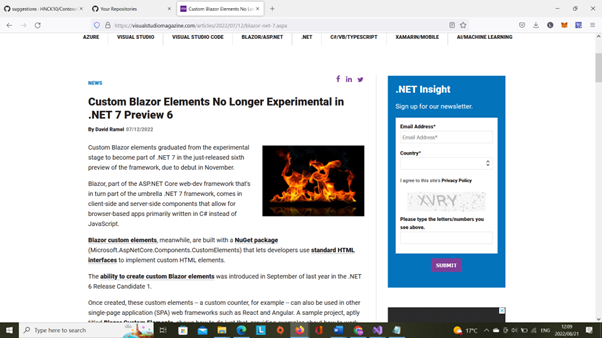 suggestions · HNCK10/Conteso
Your Repositories
Custom Blazor Elements No Lon
https://visualstudiomagazine.com/articles/2022/07/12/blazor-net-7.aspx
AZURE VISUAL STUDIO VISUAL STUDIO CODE BLAZOR/ASP.NET .NET C#/VB/TYPESCRIPT XAMARIN/MOBILE AI/MACHINE LEARNING
NEWS
Custom Blazor Elements No Longer Experimental in
.NET 7 Preview 6
By David Ramel 07/12/2022
Custom Blazor elements graduated from the experimental
stage to become part of .NET 7 in the just-released sixth
preview of the framework, due to debut in November.
Blazor, part of the ASP.NET Core web-dev framework that's
in turn part of the umbrella .NET 7 framework, comes in
client-side and server-side components that allow for
browser-based apps primarily written in C# instead of
JavaScript.
Blazor custom elements, meanwhile, are built with a NuGet package
(Microsoft.AspNetCore.Components.CustomElements) that lets developers use standard HTML
interfaces to implement custom HTML elements.
The ability to create custom Blazor elements was introduced in September of last year in the .NET
6 Release Candidate 1.
Once created, these custom elements -- a custom counter, for example -- can also be used in other
single-page application (SPA) web frameworks such as React and Angular. A sample project, aptly
.NET Insight
Sign up for our newsletter.
Email Address*
Email Address*
Country*
I agree to this site's Privacy Policy
XVRY
Please type the letters/numbers you
see above.
SUBMIT
Type here to search
17°C
ENG
12:09
2022/08/21